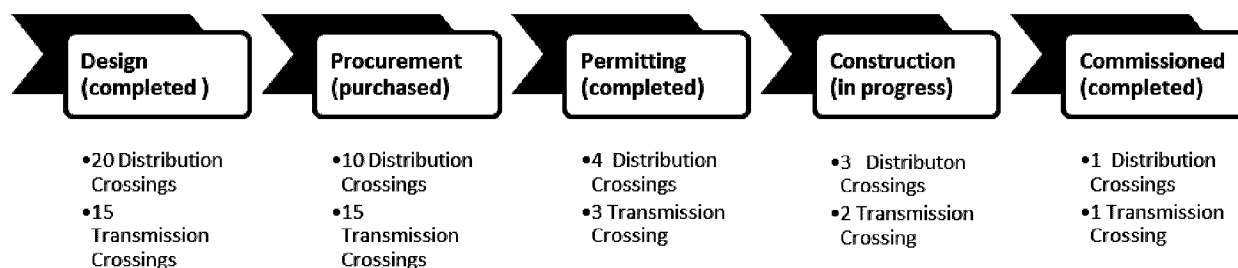 Design
(completed )
Procurement
(purchased)
Permitting
(completed)
Construction
(in progress)
Commissioned
(completed)
•20 Distribution
Crossings
•15
Transmission
Crossings
•10 Distribution
Crossings
•15
Transmission
Crossings
•4 Distribution
Crossings
•3 Transmission
Crossing
•3 Distributon
Crossings
•2 Transmission
Crossing
•1 Distribution
Crossings
•1 Transmission
Crossing